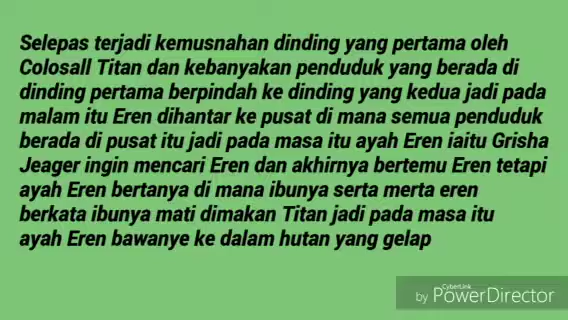 Selepas terjadi kemusnahan dinding yang pertama oleh
Colosall Titan dan kebanyakan penduduk yang berada di
dinding pertama berpindah ke dinding yang kedua jadi pada
malam itu Eren dihantar ke pusat di mana semua penduduk
berada di pusat itu jadi pada masa itu ayah Eren iaitu Grisha
Jeager ingin mencari Eren dan akhirnya bertemu Eren tetapi
ayah Eren bertanya di mana ibunya serta merta eren
berkata ibunya mati dimakan Titan jadi pada masa itu
ayah Eren bawanye ke dalam hutan yang gelap
CyberLink
by PowerDirector